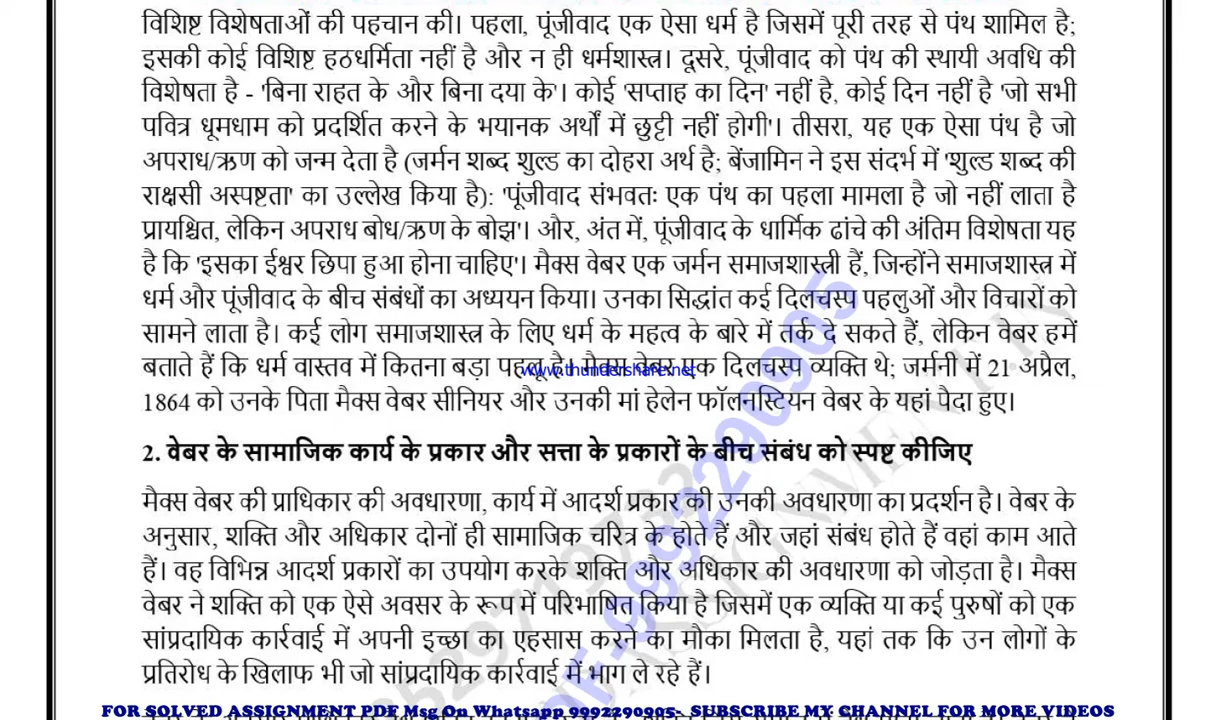 विशिष्ट विशेषताओं की पहचान की। पहला, पूंजीवाद एक ऐसा धर्म है जिसमें पूरी तरह से पंथ शामिल है;
इसकी कोई विशिष्ट हठधर्मिता नहीं है और न ही धर्मशास्त्र। दूसरे, पूंजीवाद को पंथ की स्थायी अवधि की
विशेषता है - 'बिना राहत के और बिना दया के'। कोई 'सप्ताह का दिन' नहीं है, कोई दिन नहीं है 'जो सभी
पवित्र धूमधाम को प्रदर्शित करने के भयानक अर्थों में छुट्टी नहीं होगी'। तीसरा, यह एक ऐसा पंथ है जो
अपराध/ऋण को जन्म देता है (जर्मन शब्द शुल्ड का दोहरा अर्थ है; बेंजामिन ने इस संदर्भ में 'शुल्ड शब्द की
राक्षसी अस्पष्टता' का उल्लेख किया है): 'पूंजीवाद संभवतः एक पंथ का पहला मामला है जो नहीं लाता है
प्रायश्चित, लेकिन अपराध बोध/ऋण के बोझ'। और, अंत में, पूंजीवाद के धार्मिक ढांचे की अंतिम विशेषता यह
है कि 'इसका ईश्वर छिपा हुआ होना चाहिए'। मैक्स वेबर एक जर्मन समाजशास्त्री हैं, जिन्होंने समाजशास्त्र में
धर्म और पूंजीवाद के बीच संबंधों का अध्ययन किया। उनका सिद्धांत कई दिलचस्प पहलुओं और विचारों को
सामने लाता है। कई लोग समाजशास्त्र के लिए धर्म के महत्व के बारे में तर्क दे सकते हैं, लेकिन वेबर हमें
बताते हैं कि धर्म वास्तव में कितना बड़ा पहलू है। मैक्स वेबर एक दिलचस्प व्यक्ति थे; जर्मनी में 21 अप्रैल,
www.thundershare.net
1864 को उनके पिता मैक्स वेबर सीनियर और उनकी मां हेलेन फॉलनस्टियन वेबर के यहां पैदा हुए।
2. वेबर के सामाजिक कार्य के प्रकार और सत्ता के प्रकारों के बीच संबंध को स्पष्ट कीजिए
मैक्स वेबर की प्राधिकार की अवधारणा, कार्य में आदर्श प्रकार की उनकी अवधारणा का प्रदर्शन है। वेबर के
अनुसार, शक्ति और अधिकार दोनों ही सामाजिक चरित्र के होते हैं और जहां संबंध होते हैं वहां काम आते
हैं। वह विभिन्न आदर्श प्रकारों का उपयोग करके शक्ति और अधिकार की अवधारणा को जोड़ता है। मैक्स
वेबर ने शक्ति को एक ऐसे अवसर के रूप में परिभाषित किया है जिसमें एक व्यक्ति या कई पुरुषों को एक
सांप्रदायिक कार्रवाई में अपनी इच्छा का एहसास करने का मौका मिलता है, यहां तक कि उन लोगों के
प्रतिरोध के खिलाफ भी जो सांप्रदायिक कार्रवाई में भाग ले रहे हैं।
FOR SOLVED ASSIGNMENT PDF Msg On Whatsapp 9992290905- SUBSCRIBE MY CHANNEL FOR MORE VIDEOS